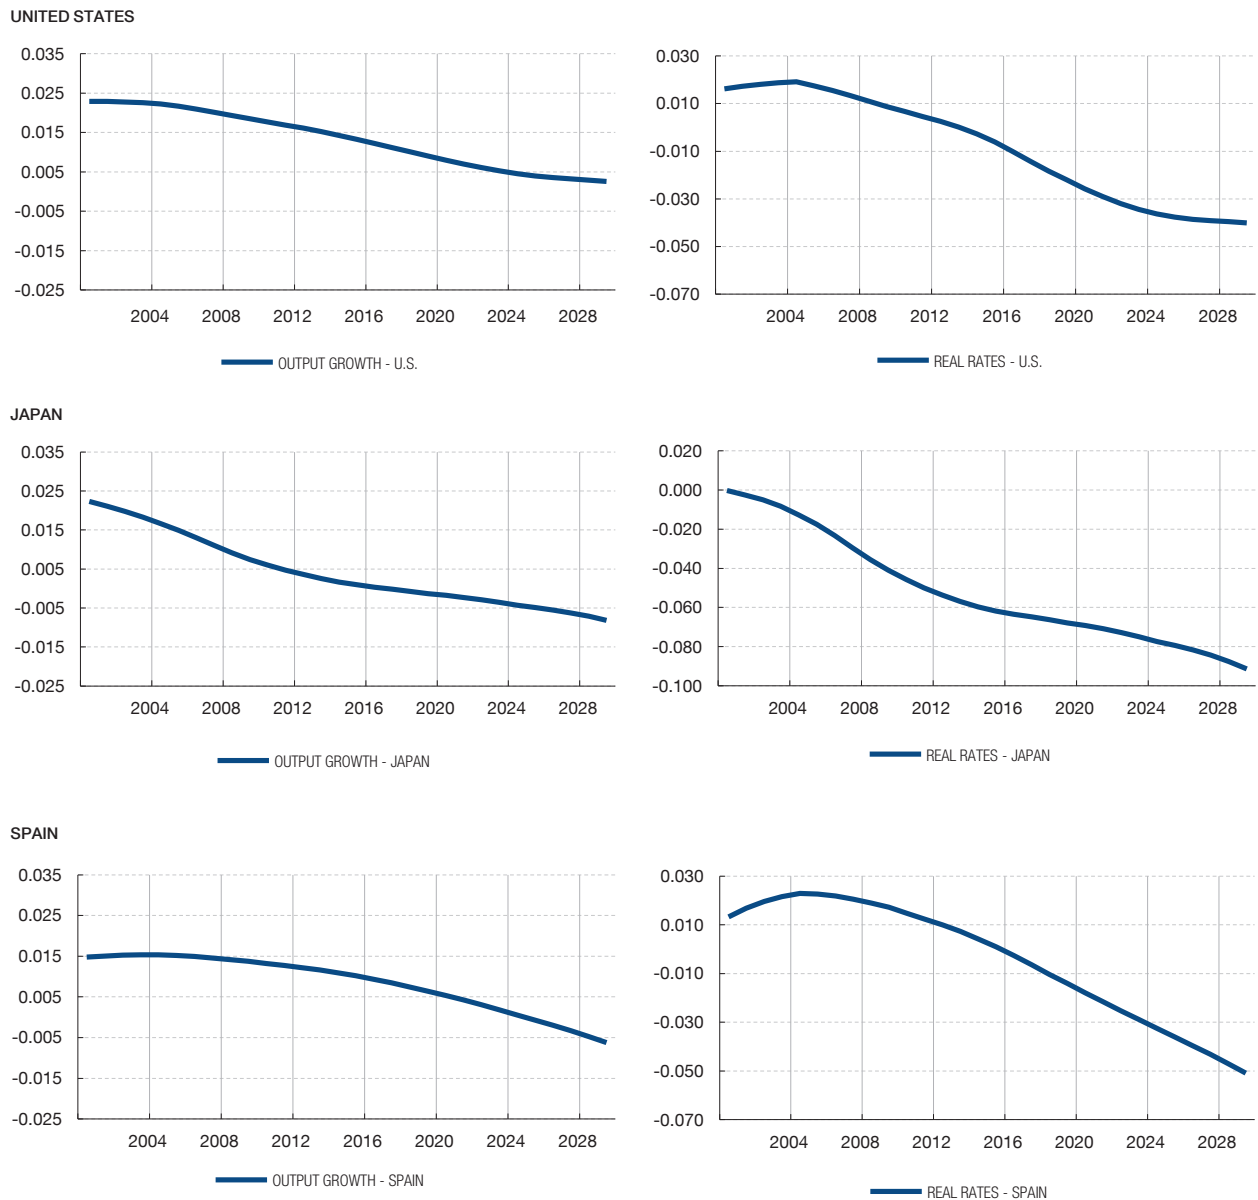 UNITED STATES
0.035
0.025
0.015
0.005
-0.005
-0.015
-0.025
2004 2008 2012 2016 2020 2024 2028
OUTPUT GROWTH - U.S.
0.030
0.010
-0.010
-0.030
-0.050
-0.070
2004 2008 2012 2016 2020 2024 2028
REAL RATES - U.S.
JAPAN
0.035
0.025
0.015
0.005
-0.005
-0.015
-0.025
2004 2008 2012 2016 2020 2024 2028
OUTPUT GROWTH - JAPAN
0.020
0.000
-0.020
-0.040
-0.060
-0.080
-0.100
2004 2008 2012 2016 2020 2024 2028
REAL RATES - JAPAN
SPAIN
0.035
0.025
0.015
0.005
-0.005
-0.015
-0.025
2004 2008 2012 2016 2020 2024 2028
OUTPUT GROWTH - SPAIN
0.030
0.010
-0.010
-0.030
-0.050
-0.070
2004 2008 2012 2016 2020 2024 2028
REAL RATES - SPAIN